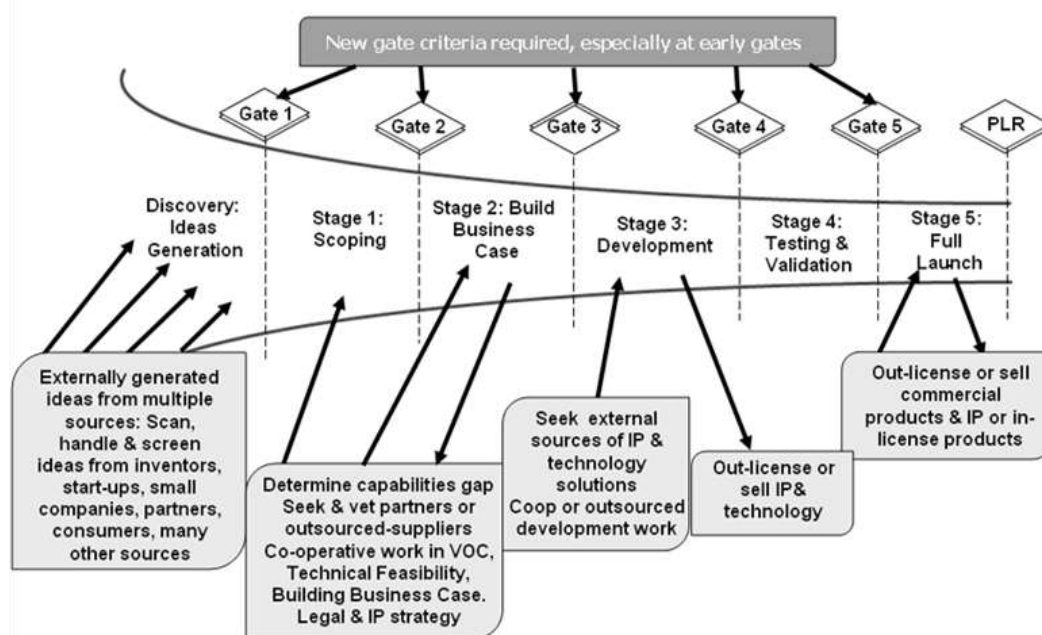 New gate criteria required, especially at early gates
Gate 1
Gate 2
Gate 3
Gate 4
Gate 5
PLR
Discovery:
Ideas
Generation
Stage 1:
Scoping
Stage 2: Build
Business
Case
Stage 3:
Development
Stage 4:
Testing &
Validation
Stage 5:
Full
Launch
Externally generated
ideas from multiple
sources: Scan,
handle & screen
ideas from inventors,
start-ups, small
companies, partners,
consumers, many
other sources
Determine capabilities gap
Seek & vet partners or
outsourced-suppliers
Co-operative work in VOC,
Technical Feasibility,
Building Business Case.
Legal & IP strategy
Seek external
sources of IP &
technology
solutions
Coop or outsourced
development work
Out-license or
sell IP&
technology
Out-license or sell
commercial
products & IP or in-
license products